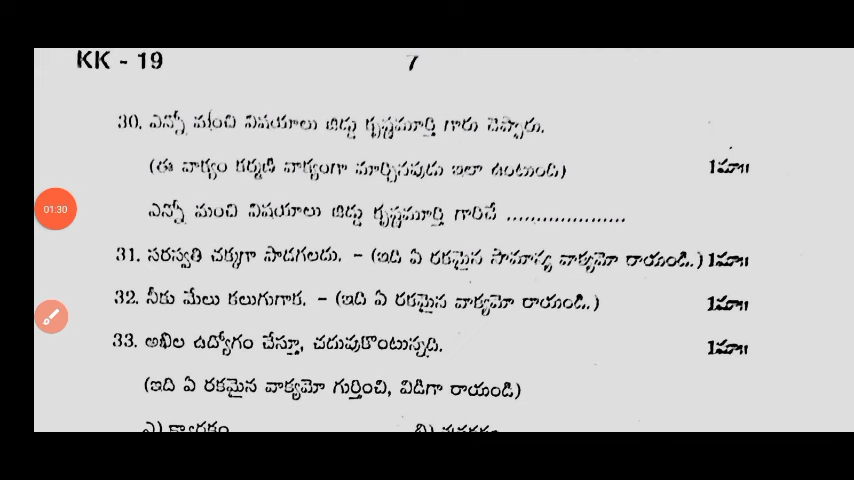 KK - 19
7
30. ఎన్నో మంచి విషయాలు జిడ్డు కృష్ణమూర్తి గారు చెప్పారు.
(ఈ వాక్యం కర్మణి వాక్యంగా మార్చినపుడు ఇలా ఉంటుంది) 1మా॥
ఎన్నో మంచి విషయాలు జిడ్డు కృష్ణమూర్తి గారిచే ....................
31. సరస్వతి చక్కగా పాడగలదు. – (ఇది ఏ రకమైన సామాన్య వాక్యమో రాయండి.) 1మా॥
01:30
32. నీకు మేలు కలుగుగాక. – (ఇది ఏ రకమైన వాక్యమో రాయండి.) 1మా॥
33. అఖిల ఉద్యోగం చేస్తూ, చదువుకొంటున్నది. 1మా॥
(ఇది ఏ రకమైన వాక్యమో గుర్తించి, విడిగా రాయండి)